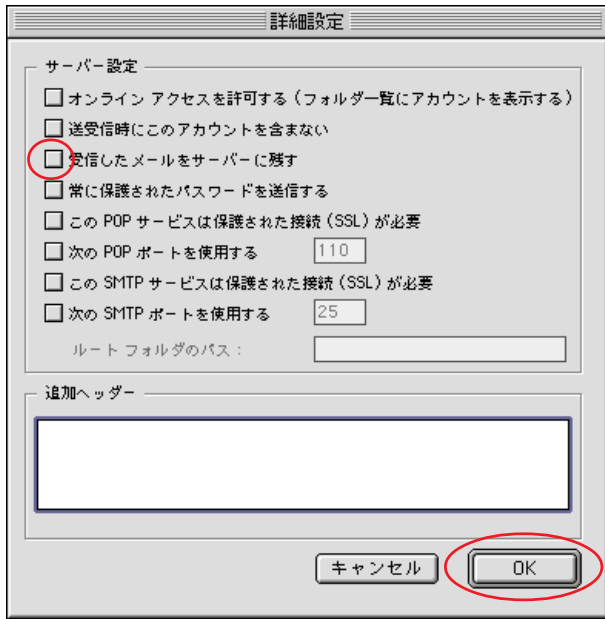 詳細設定
サーバー設定
オンライン アクセスを許可する（フォルダ一覧にアカウントを表示する）
送受信時にこのアカウントを含まない
受信したメールをサーバーに残す
常に保護されたパスワードを送信する
この POP サービスは保護された接続（SSL）が必要
次の POP ポートを使用する 110
この SMTP サービスは保護された接続（SSL）が必要
次の SMTP ポートを使用する 25
ルート フォルダのパス：
追加ヘッダー
キャンセル OK